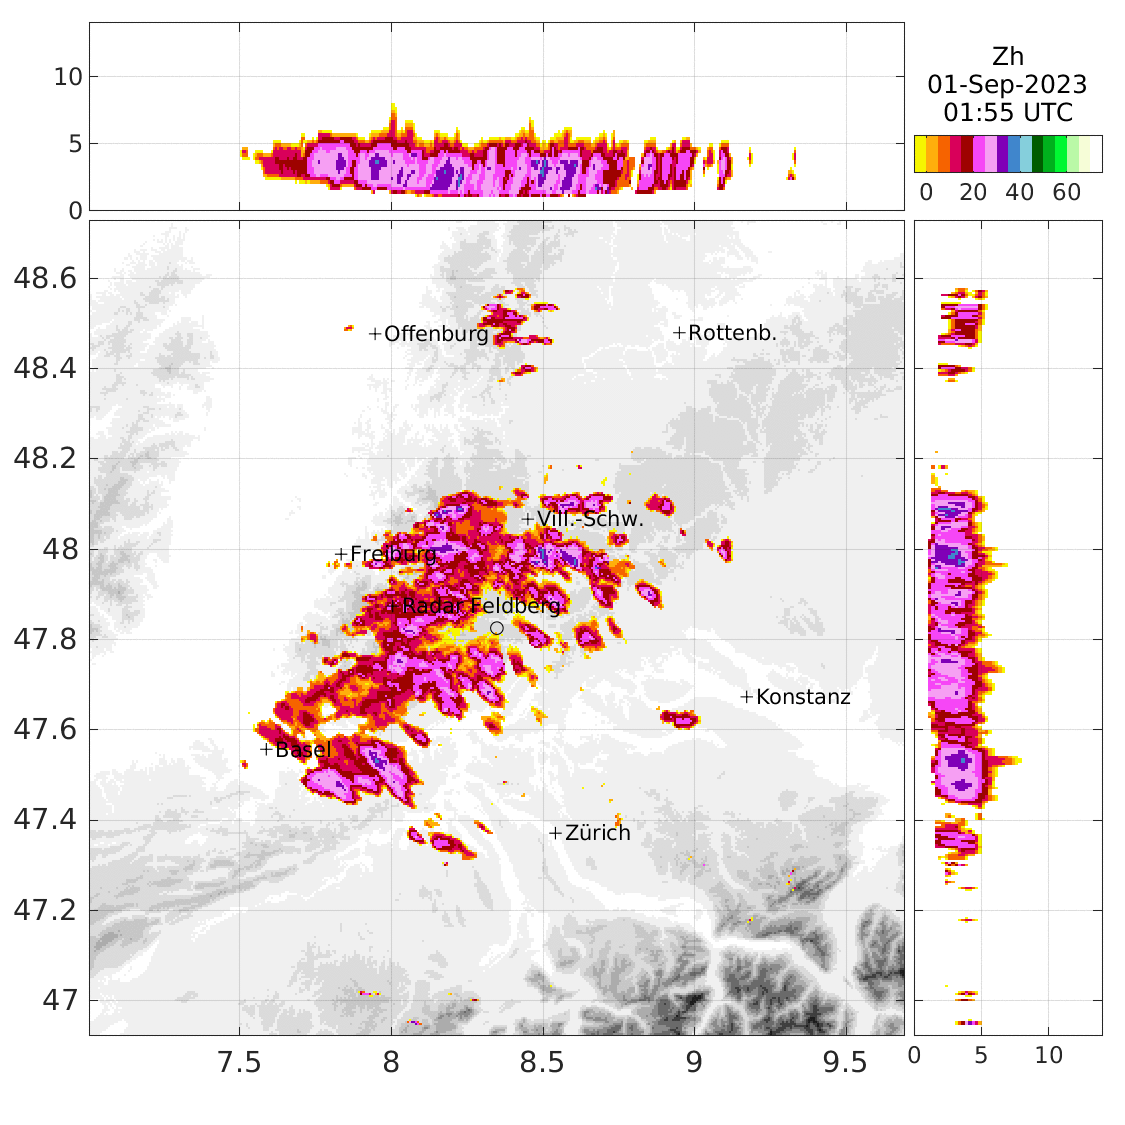 10
5
0
Zh
01-Sep-2023
01:55 UTC
0 20 40 60
48.6
48.4
48.2
48
47.8
47.6
47.4
47.2
47
+Offenburg
+Rottenb.
+Vill.-Schw.
+Freiburg
+Radar Feldberg
+Konstanz
+Basel
+Zürich
7.5 8 8.5 9 9.5
0 5 10